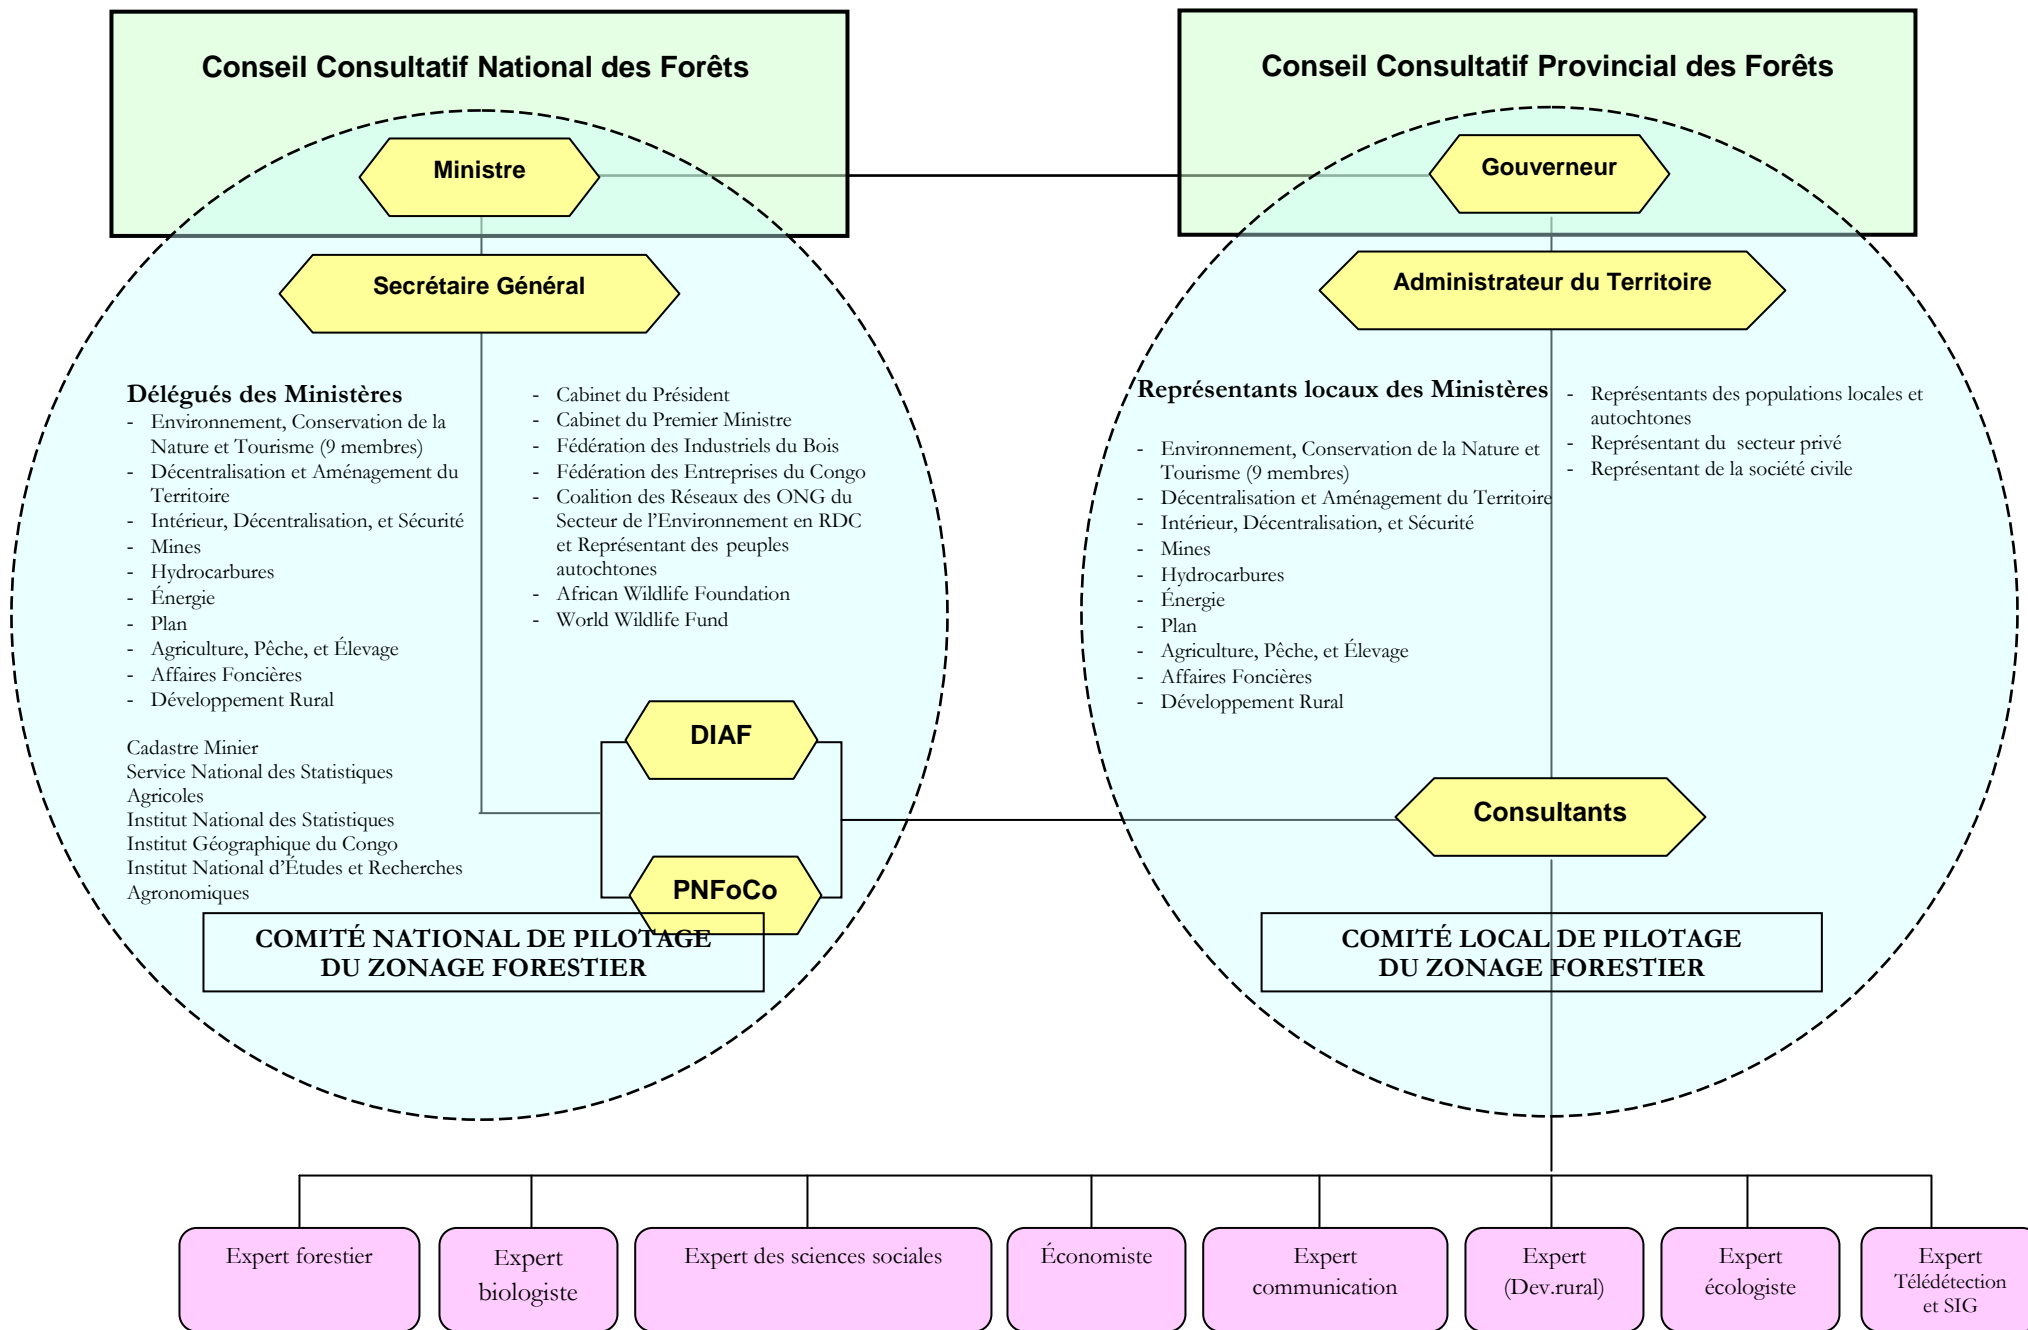 Conseil Consultatif National des Forêts
Ministre
Secrétaire Général
Délégués des Ministères
- Environnement, Conservation de la
Nature et Tourisme (9 membres)
- Décentralisation et Aménagement du
Territoire
- Intérieur, Décentralisation, et Sécurité
- Mines
- Hydrocarbures
- Énergie
- Plan
- Agriculture, Pêche, et Élevage
- Affaires Foncières
- Développement Rural
Cadastre Minier
Service National des Statistiques
Agricoles
Institut National des Statistiques
Institut Géographique du Congo
Institut National d’Études et Recherches
Agronomiques
- Cabinet du Président
- Cabinet du Premier Ministre
- Fédération des Industriels du Bois
- Fédération des Entreprises du Congo
- Coalition des Réseaux des ONG du
Secteur de l’Environnement en RDC
et Représentant des peuples
autochtones
- African Wildlife Foundation
- World Wildlife Fund
DIAF
PNFoCo
COMITÉ NATIONAL DE PILOTAGE
DU ZONAGE FORESTIER
Conseil Consultatif Provincial des Forêts
Gouverneur
Administrateur du Territoire
Représentants locaux des Ministères
- Environnement, Conservation de la Nature et
Tourisme (9 membres)
- Décentralisation et Aménagement du Territoire
- Intérieur, Décentralisation, et Sécurité
- Mines
- Hydrocarbures
- Énergie
- Plan
- Agriculture, Pêche, et Élevage
- Affaires Foncières
- Développement Rural
- Représentants des populations locales et
autochtones
- Représentant du secteur privé
- Représentant de la société civile
Consultants
COMITÉ LOCAL DE PILOTAGE
DU ZONAGE FORESTIER
Expert forestier
Expert
biologiste
Expert des sciences sociales
Économiste
Expert
communication
Expert
(Dev.rural)
Expert
écologiste
Expert
Télédétection
et SIG